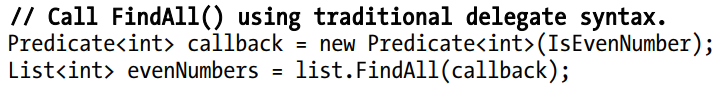 // Call FindAll() using traditional delegate syntax.
Predicate<int> callback = new Predicate<int>(IsEvenNumber);
List<int> evenNumbers = list.FindAll(callback);